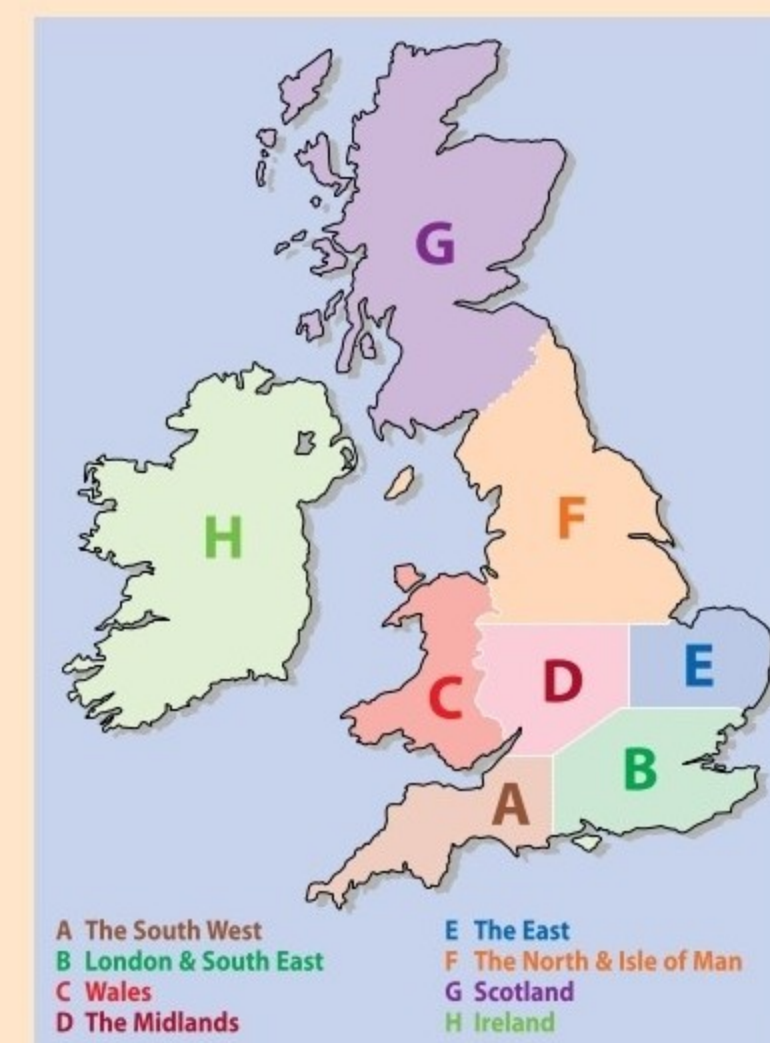 G
H
F
C
D
E
B
A
A The South West
B London & South East
C Wales
D The Midlands
E The East
F The North & Isle of Man
G Scotland
H Ireland